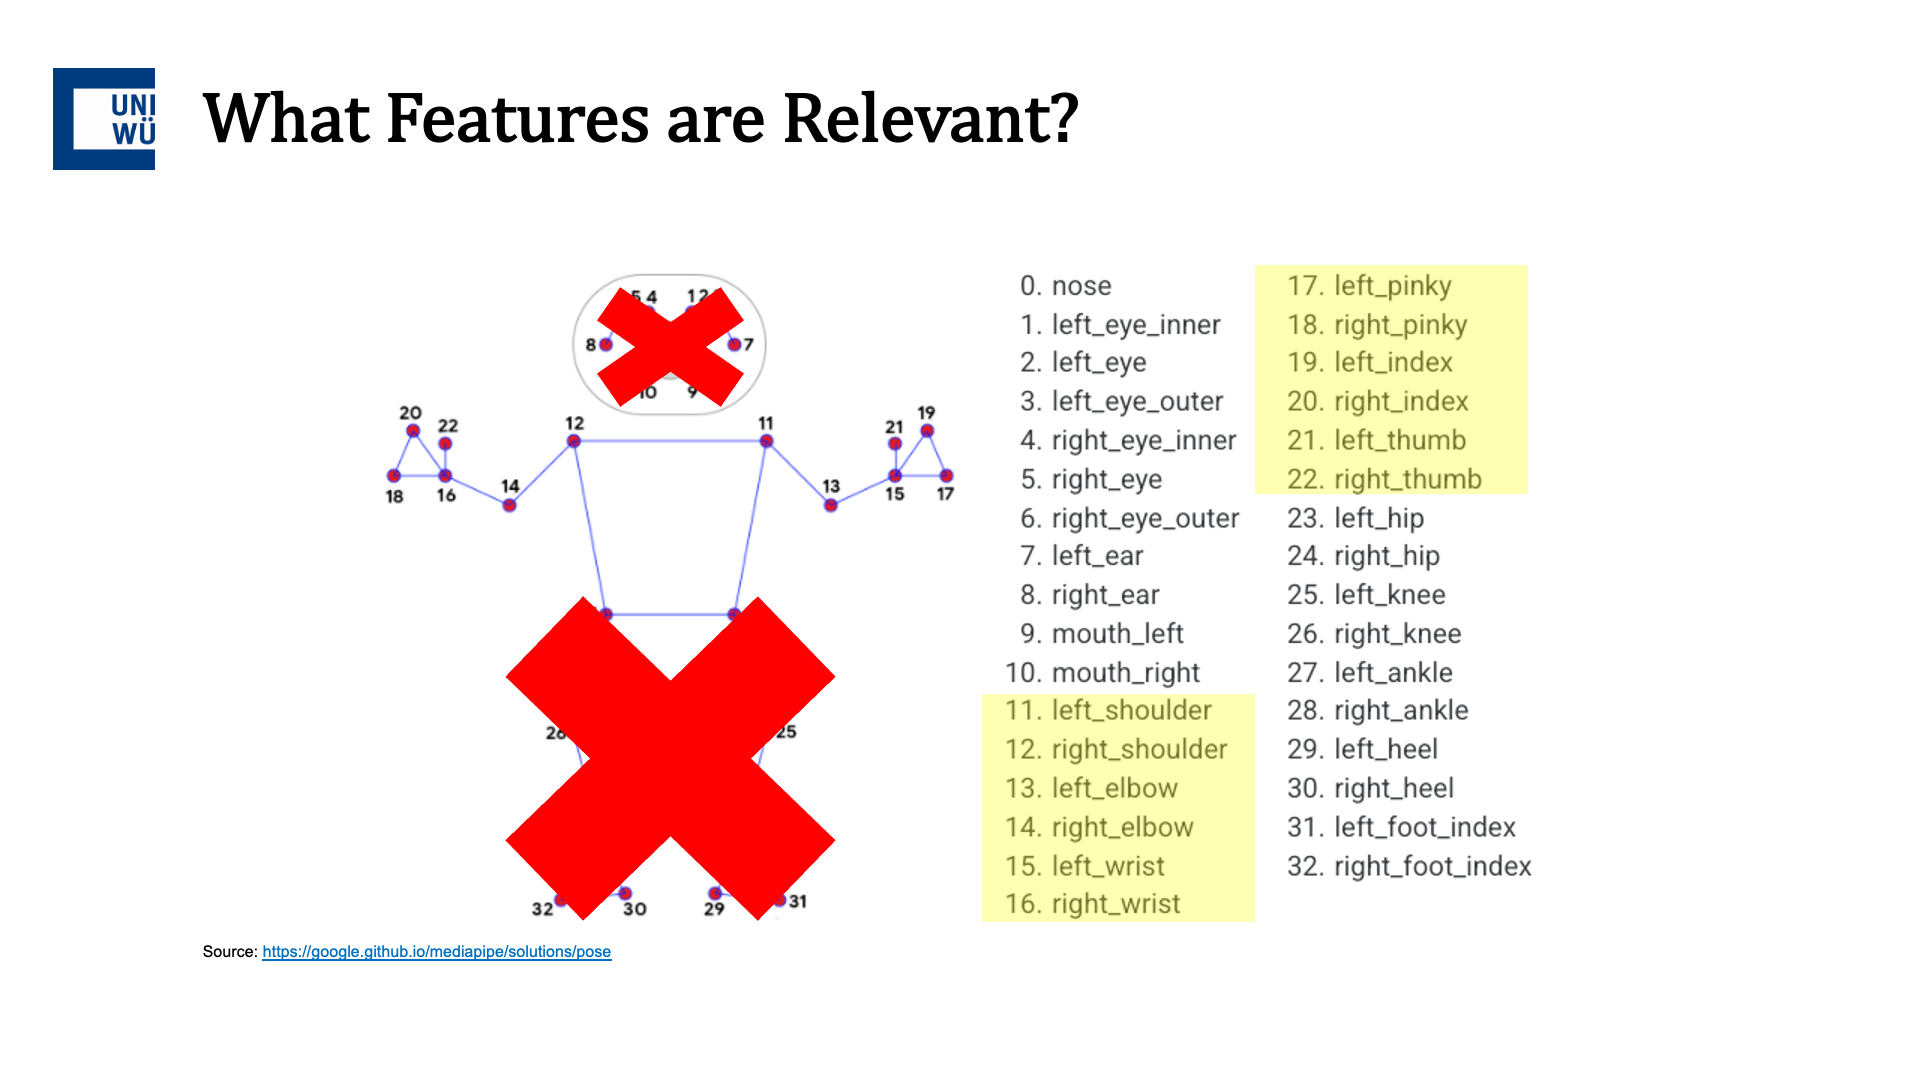 UNI
WÜ
What Features are Relevant?
5 4 1 2
8 7
10 9
20 22 12 11 21 19
18 16 14 13 15 17
26 25
32 30 29 31
0. nose
1. left_eye_inner
2. left_eye
3. left_eye_outer
4. right_eye_inner
5. right_eye
6. right_eye_outer
7. left_ear
8. right_ear
9. mouth_left
10. mouth_right
11. left_shoulder
12. right_shoulder
13. left_elbow
14. right_elbow
15. left_wrist
16. right_wrist
17. left_pinky
18. right_pinky
19. left_index
20. right_index
21. left_thumb
22. right_thumb
23. left_hip
24. right_hip
25. left_knee
26. right_knee
27. left_ankle
28. right_ankle
29. left_heel
30. right_heel
31. left_foot_index
32. right_foot_index
Source: https://google.github.io/mediapipe/solutions/pose